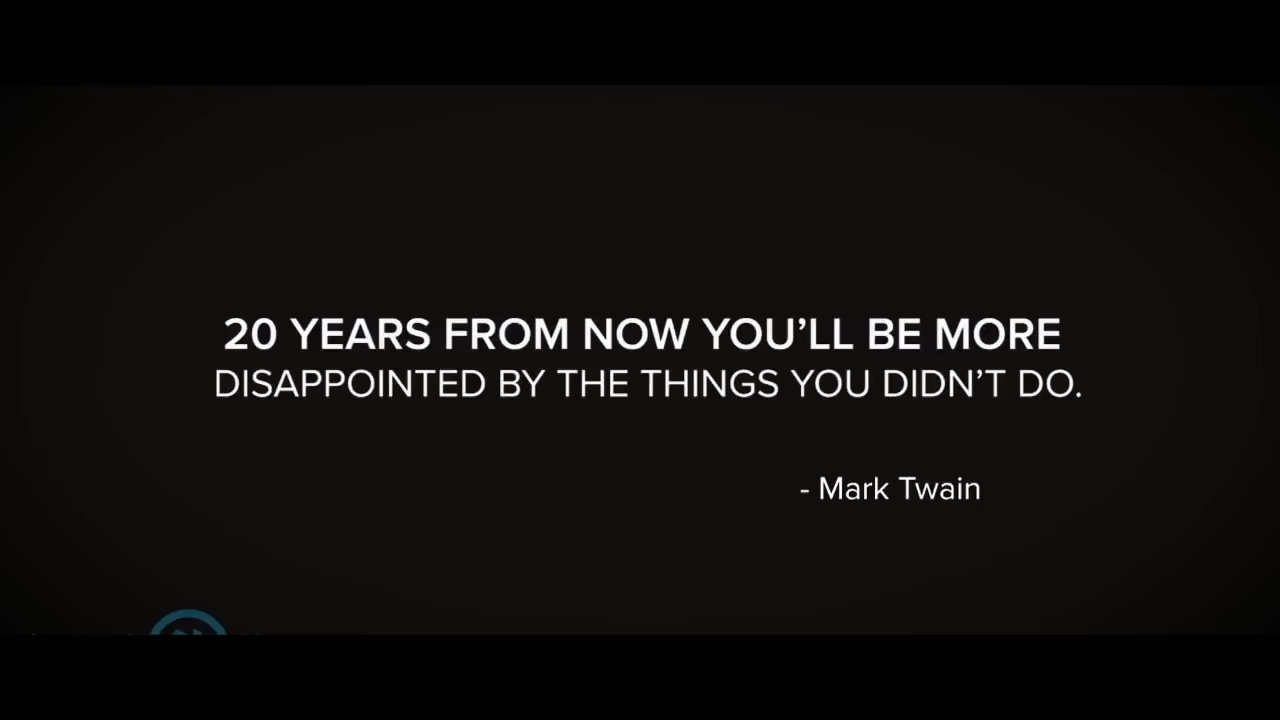 20 YEARS FROM NOW YOU’LL BE MORE
DISAPPOINTED BY THE THINGS YOU DIDN’T DO.
- Mark Twain